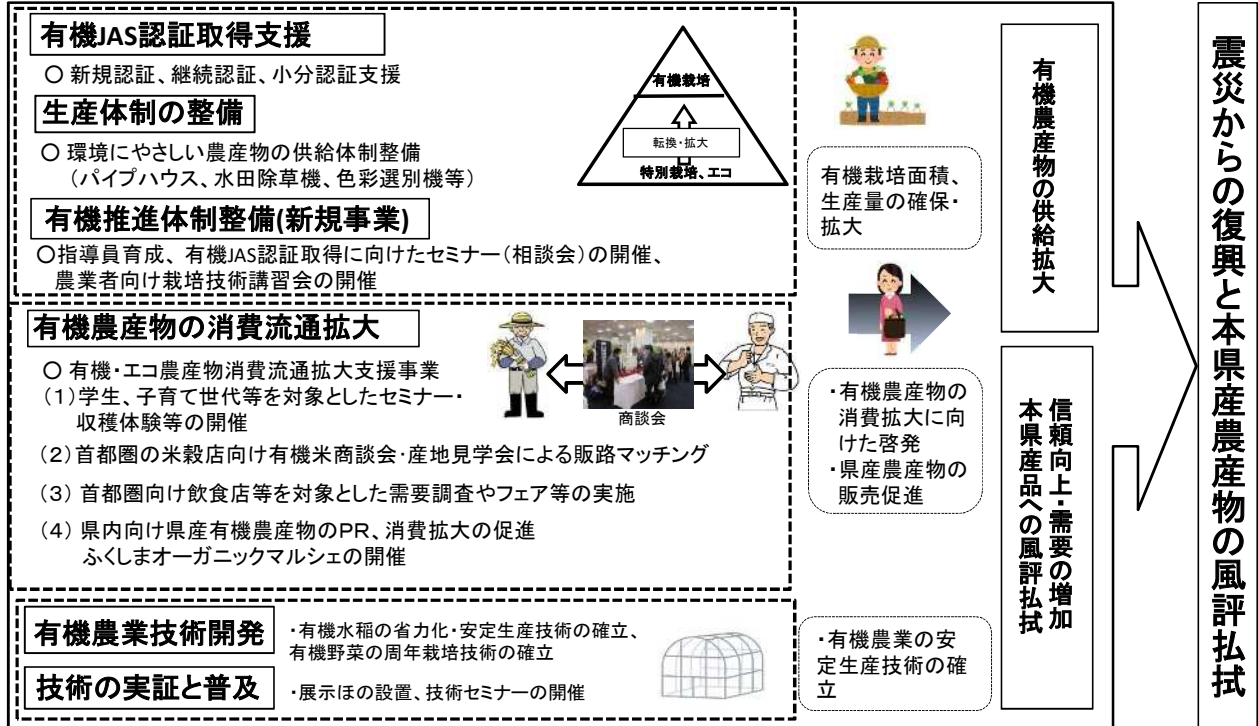 有機JAS認証取得支援
○ 新規認証、継続認証、小分認証支援
生産体制の整備
○ 環境にやさしい農産物の供給体制整備
（パイプハウス、水田除草機、色彩選別機等）
有機推進体制整備(新規事業)
○指導員育成、有機JAS認証取得に向けたセミナー（相談会）の開催、
農業者向け栽培技術講習会の開催
有機栽培
転換・拡大
特別栽培、エコ
有機栽培面積、
生産量の確保・
拡大
有機農産物の供給拡大
有機農産物の消費流通拡大
○ 有機・エコ農産物消費流通拡大支援事業
（１）学生、子育て世代等を対象としたセミナー・
収穫体験等の開催
（２）首都圏の米穀店向け有機米商談会・産地見学会による販路マッチング
（３）首都圏向け飲食店等を対象とした需要調査やフェア等の実施
（４）県内向け県産有機農産物のPR、消費拡大の促進
ふくしまオーガニックマルシェの開催
商談会
・有機農産物の
消費拡大に向
けた啓発
・県産農産物の
販売促進
信頼向上・需要の増加
本県産品への風評払拭
有機農業技術開発
・有機水稲の省力化・安定生産技術の確立、
有機野菜の周年栽培技術の確立
技術の実証と普及
・展示ほの設置、技術セミナーの開催
・有機農業の安
定生産技術の確
立
震災からの復興と本県産農産物の風評払拭